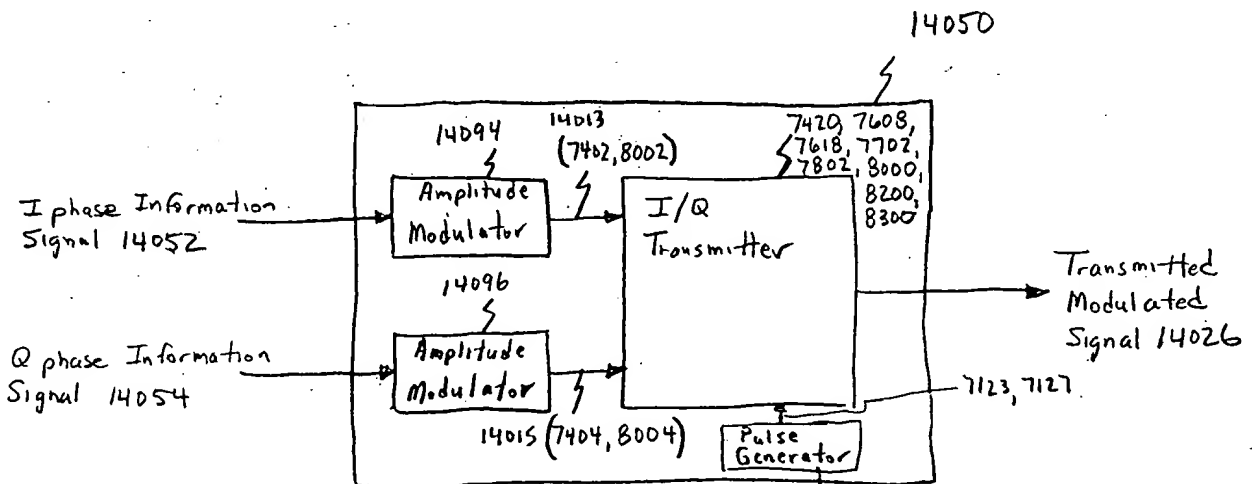 14050
14094
14013
(7402, 8002)
7420, 7608,
7618, 7702,
7802, 8000,
8200,
8300
I phase Information
Signal 14052
Amplitude
Modulator
I/Q
Transmitter
Transmitted
Modulated
Signal 14026
14096
Q phase Information
Signal 14054
Amplitude
Modulator
14015 (7404, 8004)
7123, 7127
Pulse
Generator